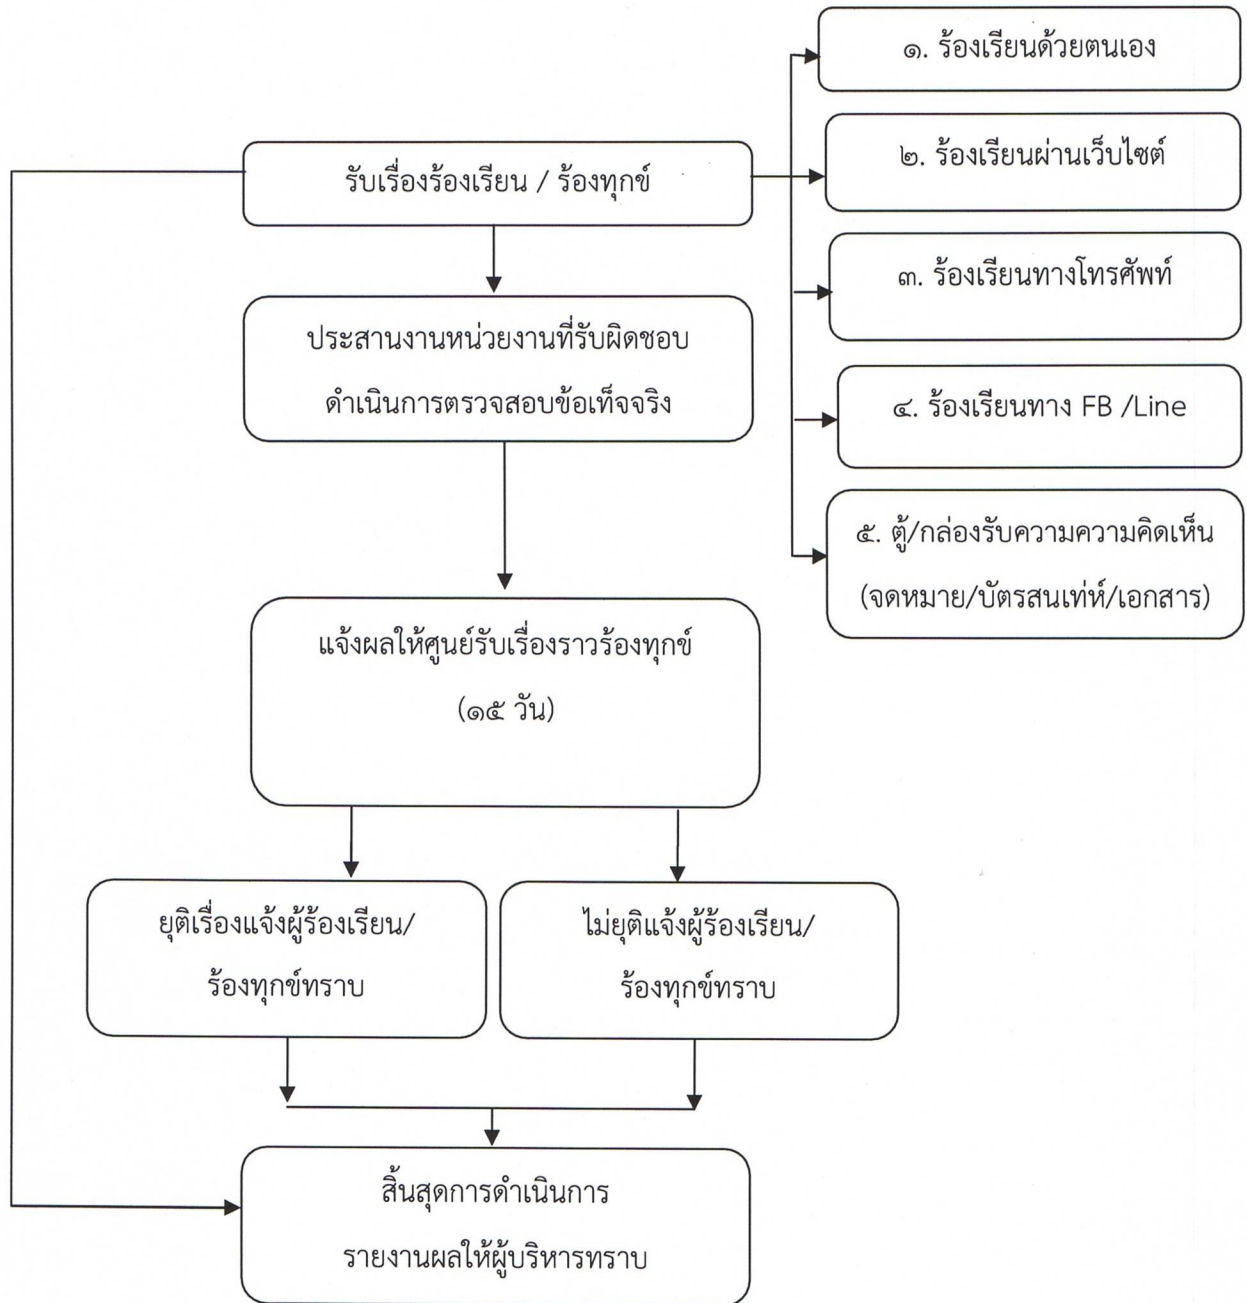 ๑. ร้องเรียนด้วยตนเอง
๒. ร้องเรียนผ่านเว็บไซต์
รับเรื่องร้องเรียน / ร้องทุกข์
๓. ร้องเรียนทางโทรศัพท์
ประสานงานหน่วยงานที่รับผิดชอบ
ดำเนินการตรวจสอบข้อเท็จจริง
๔. ร้องเรียนทาง FB /Line
๕. ตู้/กล่องรับความความคิดเห็น
(จดหมาย/บัตรสนเท่ห์/เอกสาร)
แจ้งผลให้ศูนย์รับเรื่องราวร้องทุกข์
(๑๕ วัน)
ยุติเรื่องแจ้งผู้ร้องเรียน/
ร้องทุกข์ทราบ
ไม่ยุติแจ้งผู้ร้องเรียน/
ร้องทุกข์ทราบ
สิ้นสุดการดำเนินการ
รายงานผลให้ผู้บริหารทราบ